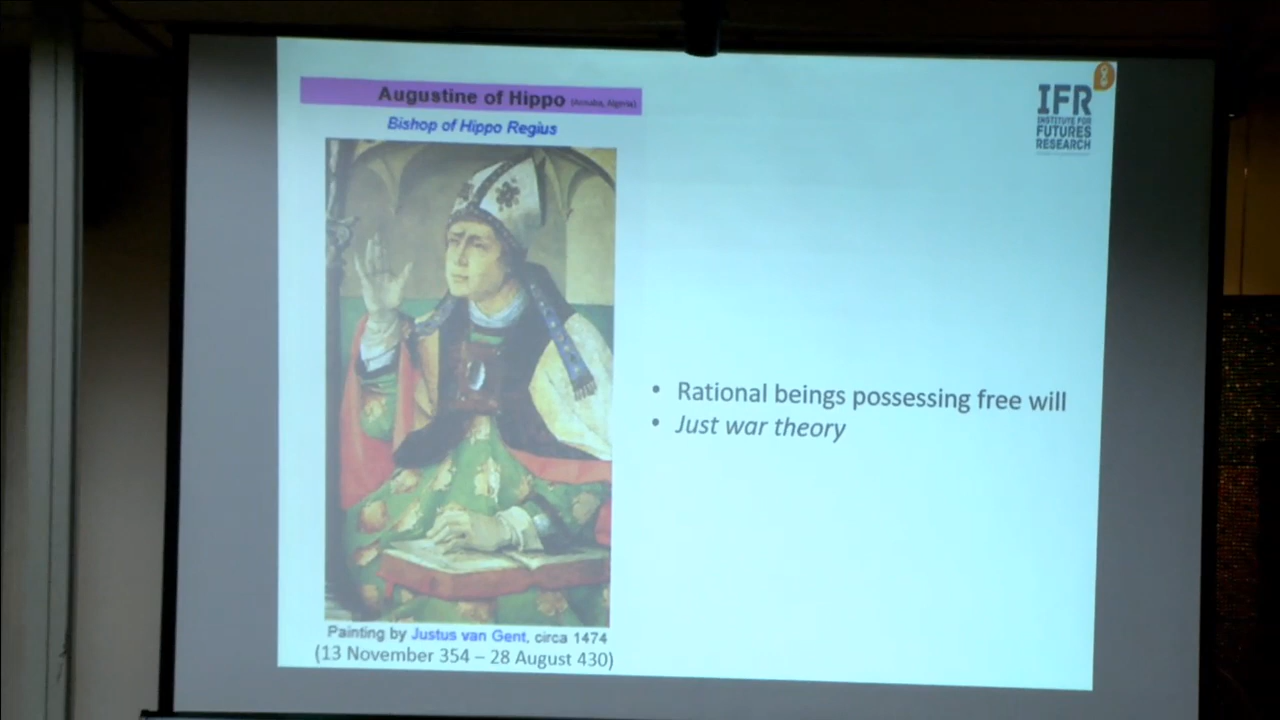 Augustine of Hippo (Annaba, Algeria)
Bishop of Hippo Regius
IFR
INSTITUTE FOR
FUTURES
RESEARCH
• Rational beings possessing free will
• Just war theory
Painting by Justus van Gent, circa 1474
(13 November 354 – 28 August 430)